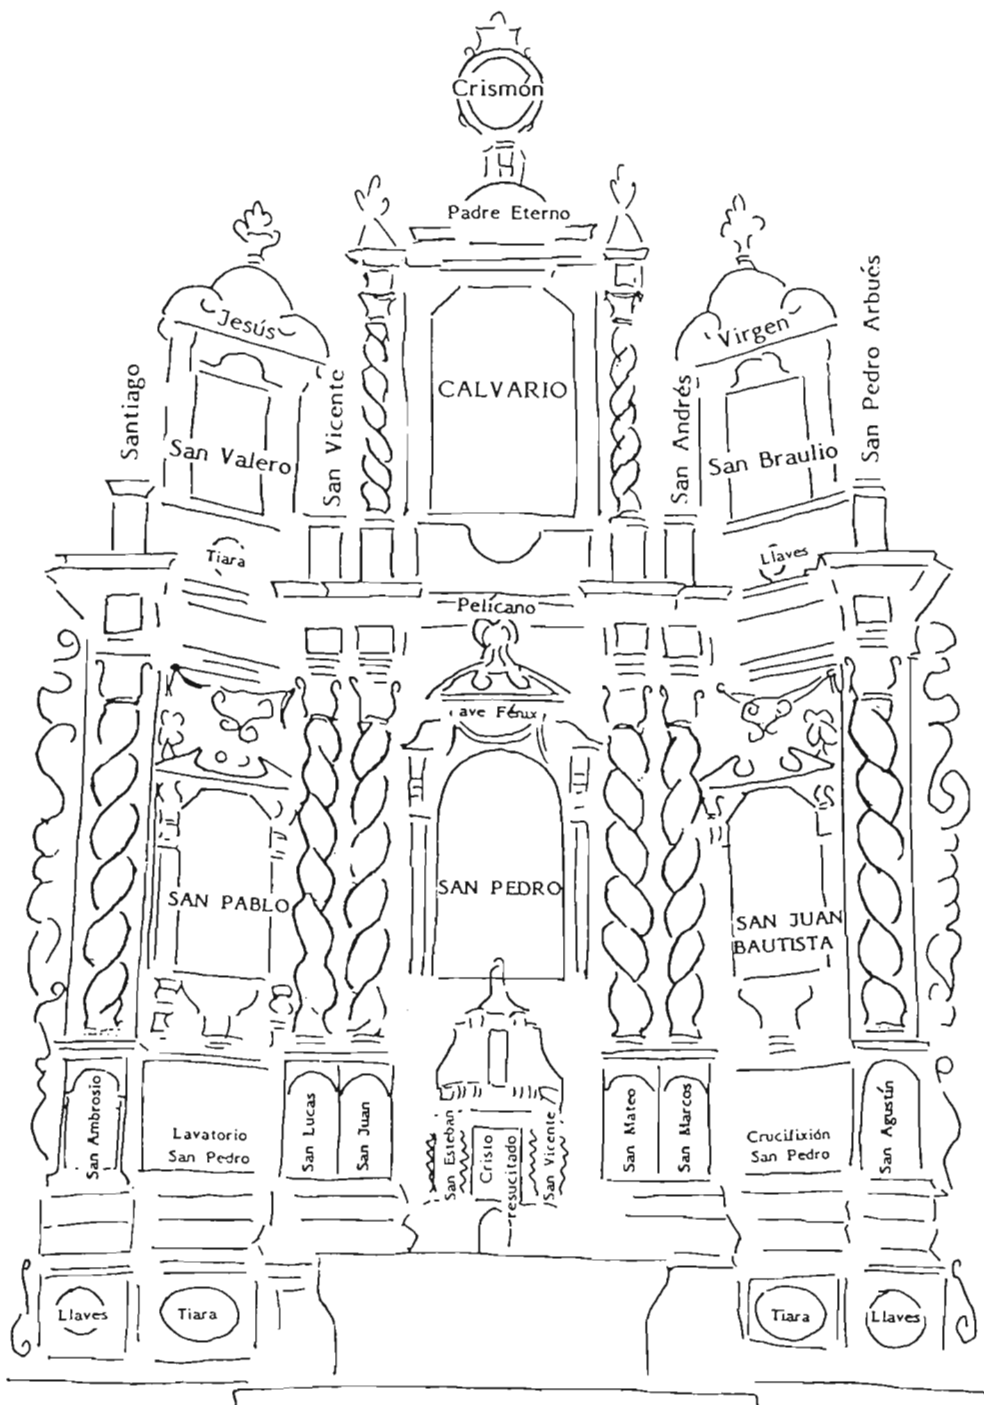 Crismón
Padre Eterno
Jesús
Virgen
San Pedro Arbués
Santiago
San Vicente
CALVARIO
San Andrés
San Valero
San Braulio
Tiara
Llaves
Pelícano
ave Fénix
SAN PABLO
SAN PEDRO
SAN JUAN
BAUTISTA
San Ambrosio
Lavatorio
San Pedro
San Lucas
San Juan
San Esteban
Cristo
resucitado
San Vicente
San Mateo
San Marcos
Crucifixión
San Pedro
San Agustín
Llaves
Tiara
Tiara
Llaves